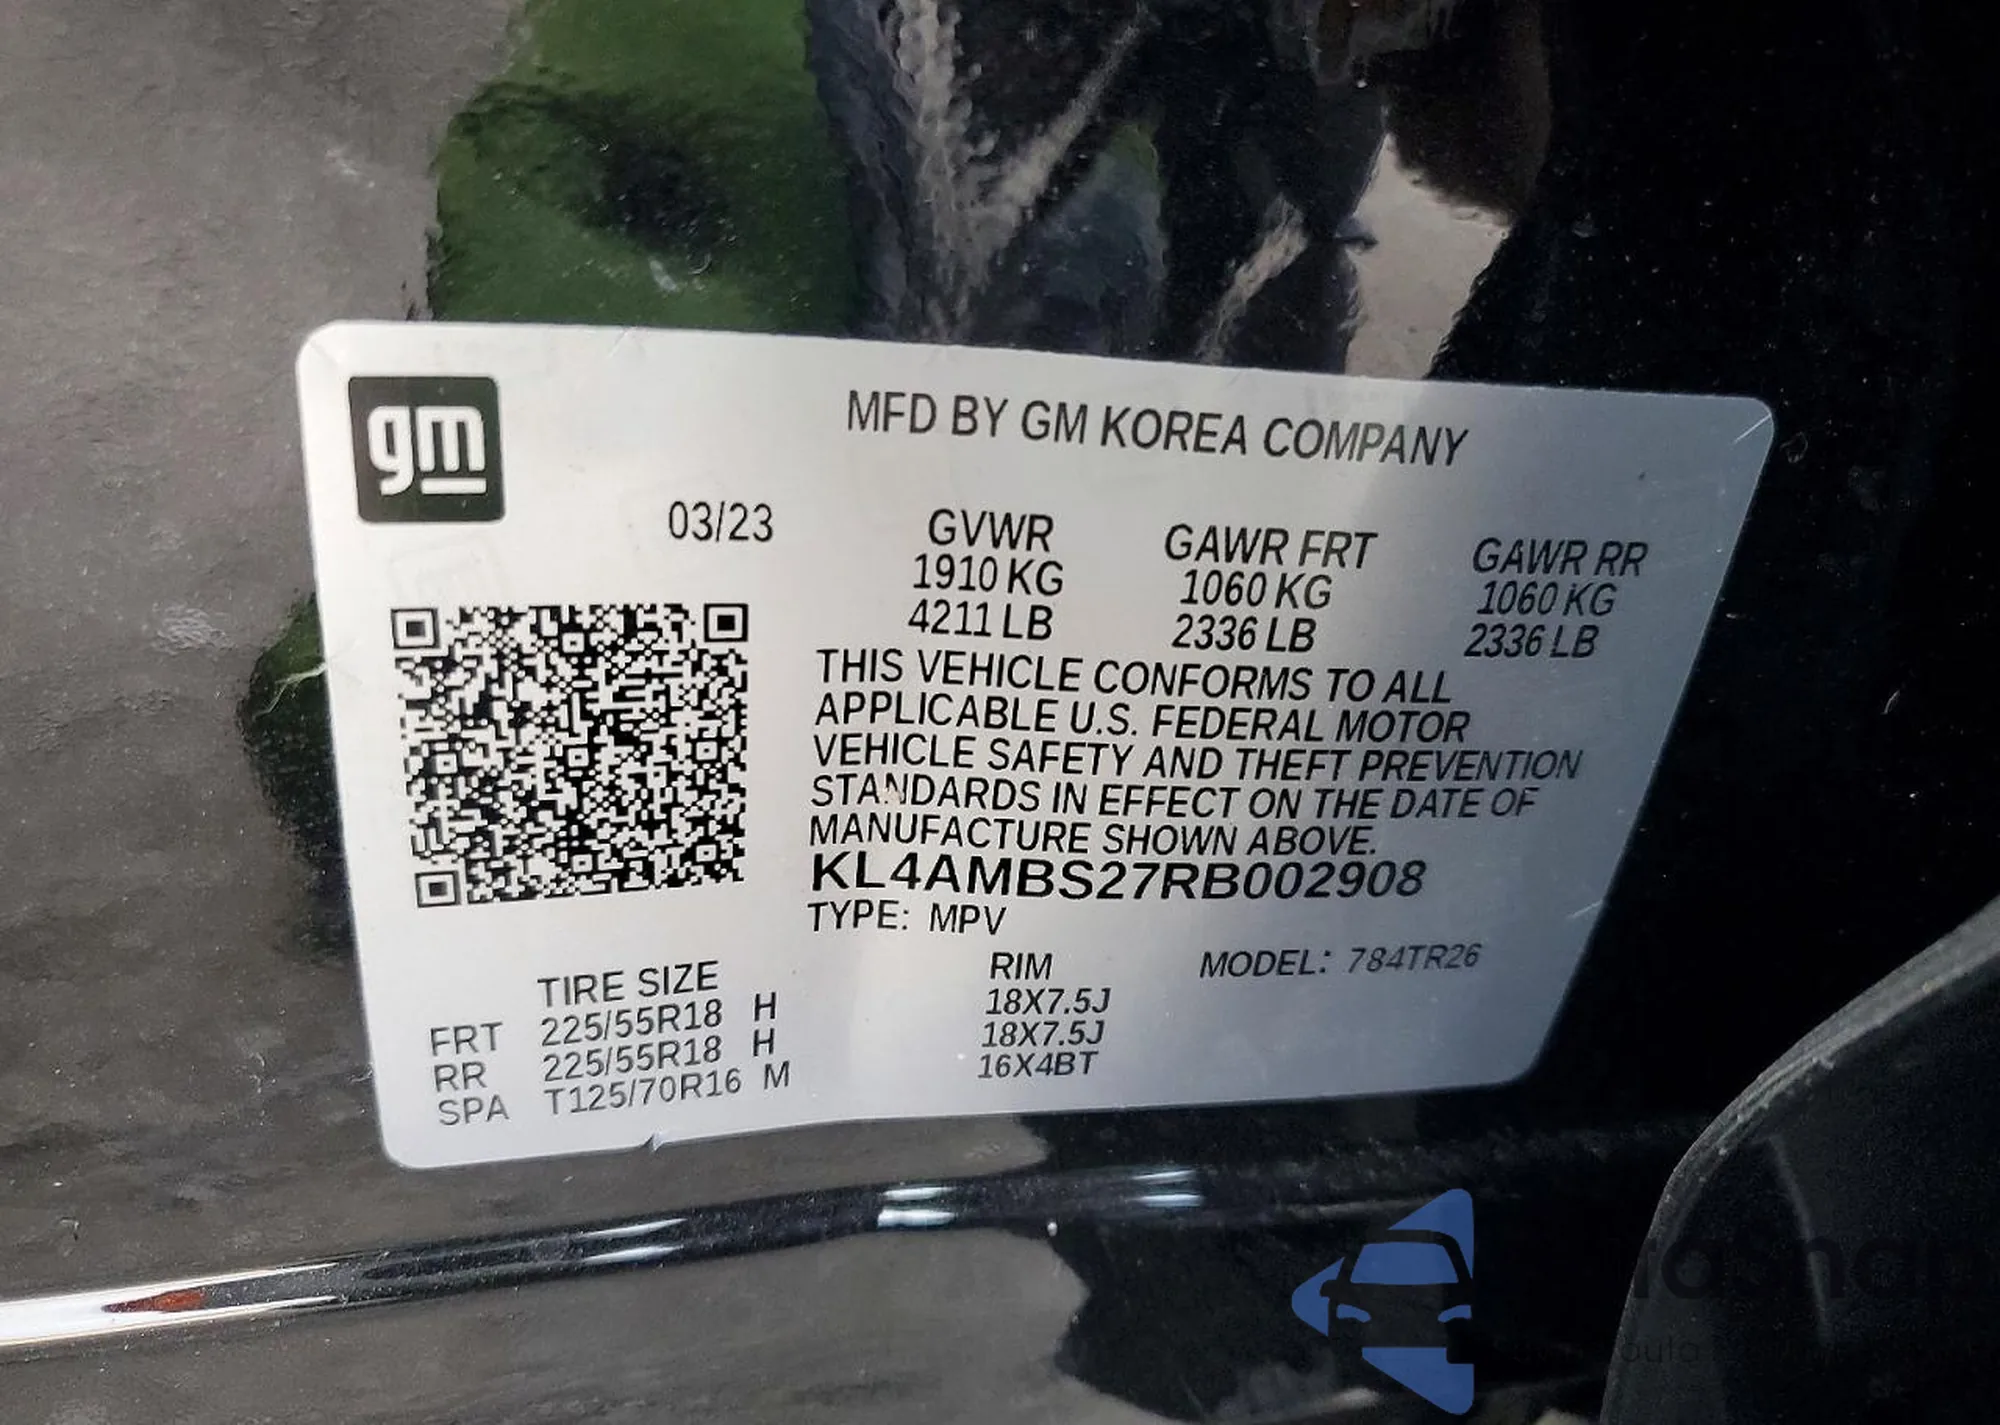 gm
MFD BY GM KOREA COMPANY
03/23
GVWR GAWR FRT GAWR RR
1910 KG 1060 KG 1060 KG
4211 LB 2336 LB 2336 LB
THIS VEHICLE CONFORMS TO ALL
APPLICABLE U.S. FEDERAL MOTOR
VEHICLE SAFETY AND THEFT PREVENTION
STANDARDS IN EFFECT ON THE DATE OF
MANUFACTURE SHOWN ABOVE.
KL4AMBS27RB002908
TYPE: MPV
TIRE SIZE RIM MODEL: 784TR26
FRT 225/55R18 H 18X7.5J
RR 225/55R18 H 18X7.5J
SPA T125/70R16 M 16X4BT
auto